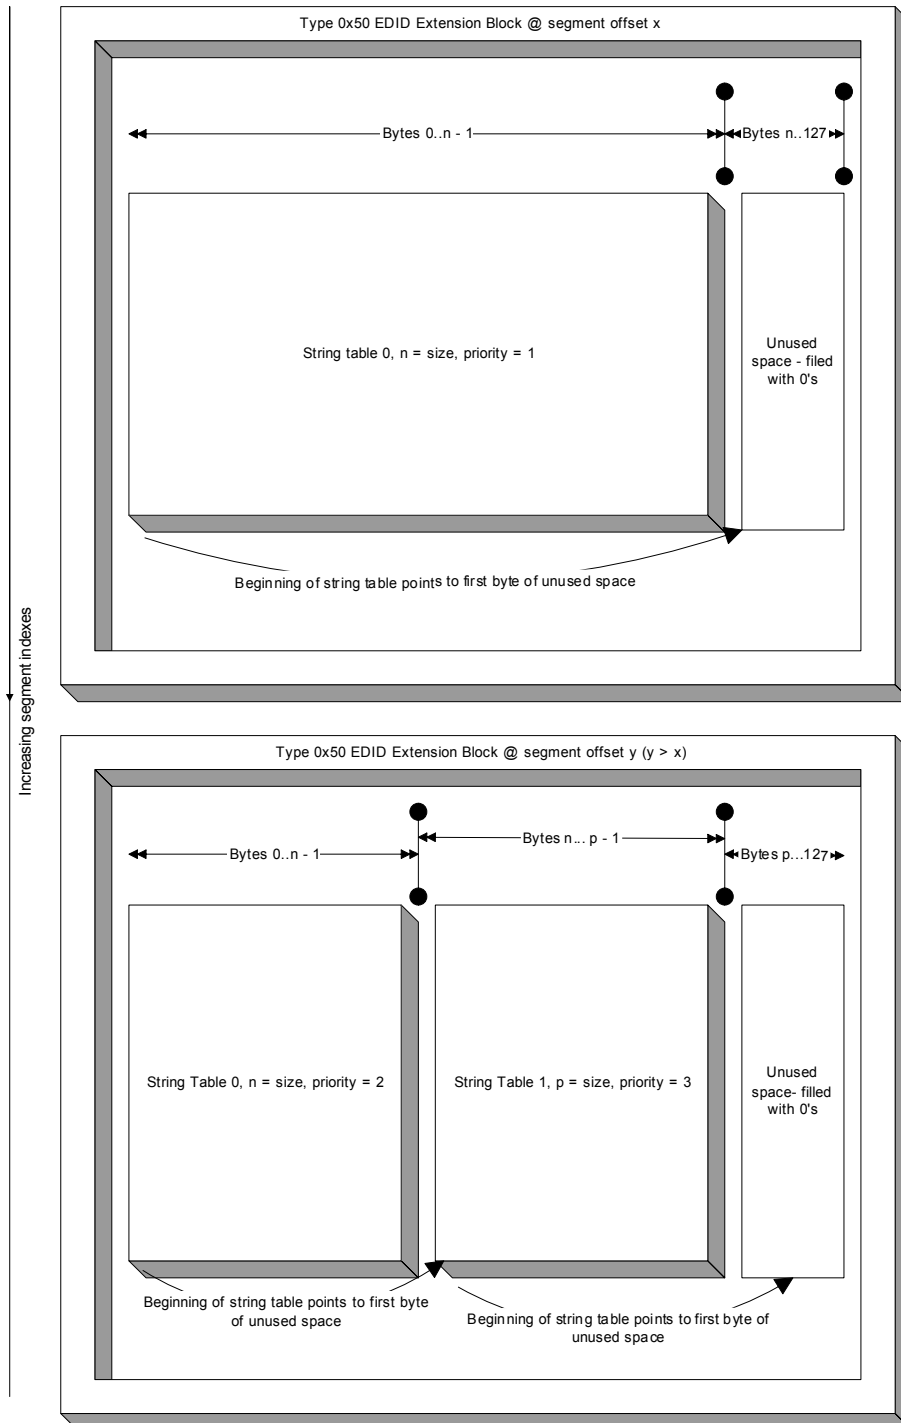 Type 0x50 EDID Extension Block @ segment offset x
Bytes 0..n - 1
Bytes n..127
String table 0, n = size, priority = 1
Unused
space - filed
with 0's
Beginning of string table points to first byte of unused space
Increasing segment indexes
Type 0x50 EDID Extension Block @ segment offset y (y > x)
Bytes 0..n - 1
Bytes n... p - 1
Bytes p...127
String Table 0, n = size, priority = 2
String Table 1, p = size, priority = 3
Unused
space- filled
with 0's
Beginning of string table points to first byte
of unused space
Beginning of string table points to first byte of
unused space